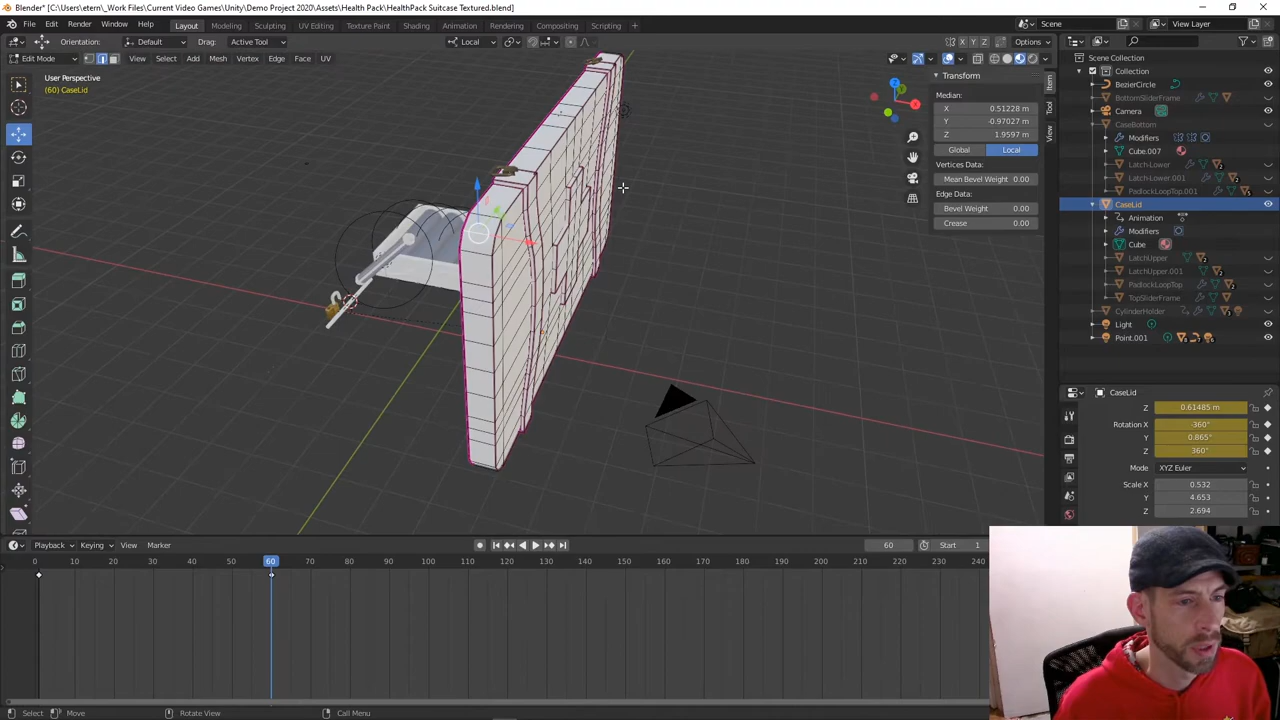 Blender* [C:\Users\etern\_Work Files\Current Video Games\Unity\Demo Project 2020\Assets\Health Pack\HealthPack Suitcase Textured.blend]
File Edit Render Window Help Layout Modeling Sculpting UV Editing Texture Paint Shading Animation Rendering Compositing Scripting Scene View Layer
Orientation: Default Drag: Active Tool Local X Y Z Options
Edit Mode View Select Add Mesh Vertex Edge Face UV
User Perspective
(60) CaseLid
Z
X
Transform
Median:
X 0.51228 m
Y -0.97027 m
Z 1.9597 m
Global Local
Vertices Data:
Mean Bevel Weight 0.00
Edge Data:
Bevel Weight 0.00
Crease 0.00
Item
Tool
View
Scene Collection
Collection
BezierCircle
BottomSliderFrame
Camera
CaseBottom
Modifiers
Cube.007
Latch-Lower
Latch-Lower.001
PadlockLoopTop.001
CaseLid
Animation
Modifiers
Cube
LatchUpper
LatchUpper.001
PadlockLoopTop
TopSliderFrame
CylinderHolder
Light
Point.001
CaseLid
Z 0.61485 m
Rotation X -360°
Y 0.865°
Z 360°
Mode XYZ Euler
Scale X 0.532
Y 4.653
Z 2.694
Playback Keying View Marker 60 Start 1
0 10 20 30 40 50 60 70 80 90 100 110 120 130 140 150 160 170 180 190 200 210 220 230 240
Select Move Rotate View Call Menu